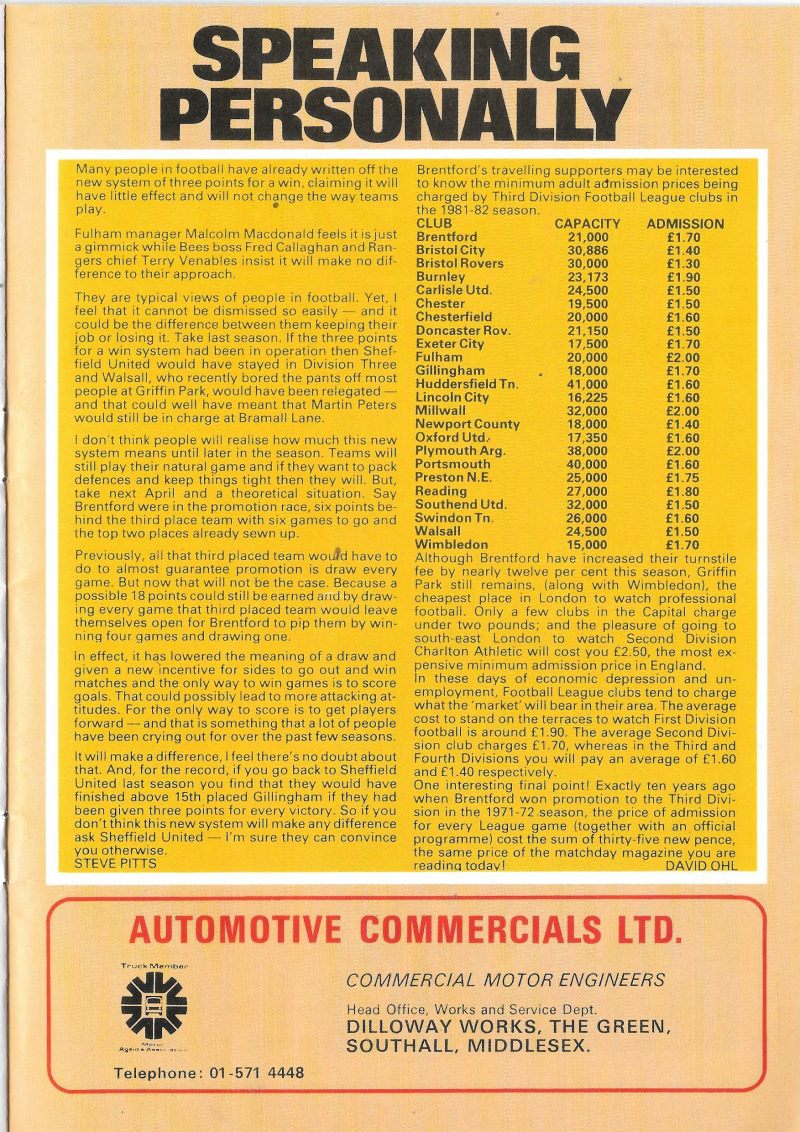 SPEAKING
PERSONALLY
Many people in football have already written off the
new system of three points for a win, claiming it will
have little effect and will not change the way teams
play.
Fulham manager Malcolm Macdonald feels it is just
a gimmick while Bees boss Fred Callaghan and Ran-
gers chief Terry Venables insist it will make no dif-
ference to their approach.
They are typical views of people in football. Yet, I
feel that it cannot be dismissed so easily — and it
could be the difference between them keeping their
job or losing it. Take last season. If the three points
for a win system had been in operation then Shef-
field United would have stayed in Division Three
and Walsall, who recently bored the pants off most
people at Griffin Park, would have been relegated —
and that could well have meant that Martin Peters
would still be in charge at Bramall Lane.
I don't think people will realise how much this new
system means until later in the season. Teams will
still play their natural game and if they want to pack
defences and keep things tight then they will. But,
take next April and a theoretical situation. Say
Brentford were in the promotion race, six points be-
hind the third place team with six games to go and
the top two places already sewn up.
Previously, all that third placed team would have to
do to almost guarantee promotion is draw every
game. But now that will not be the case. Because a
possible 18 points could still be earned and by draw-
ing every game that third placed team would leave
themselves open for Brentford to pip them by win-
ning four games and drawing one.
In effect, it has lowered the meaning of a draw and
given a new incentive for sides to go out and win
matches and the only way to win games is to score
goals. That could possibly lead to more attacking at-
titudes. For the only way to score is to get players
forward — and that is something that a lot of people
have been crying out for over the past few seasons.
It will make a difference, I feel there's no doubt about
that. And, for the record, if you go back to Sheffield
United last season you find that they would have
finished above 15th placed Gillingham if they had
been given three points for every victory. So if you
don't think this new system will make any difference
ask Sheffield United — I'm sure they can convince
you otherwise.
STEVE PITTS
Brentford's travelling supporters may be interested
to know the minimum adult admission prices being
charged by Third Division Football League clubs in
the 1981-82 season.
CLUB CAPACITY ADMISSION
Brentford 21,000 £1.70
Bristol City 30,886 £1.40
Bristol Rovers 30,000 £1.30
Burnley 23,173 £1.90
Carlisle Utd. 24,500 £1.50
Chester 19,500 £1.50
Chesterfield 20,000 £1.60
Doncaster Rov. 21,150 £1.50
Exeter City 17,500 £1.70
Fulham 20,000 £2.00
Gillingham 18,000 £1.70
Huddersfield Tn. 41,000 £1.60
Lincoln City 16,225 £1.60
Millwall 32,000 £2.00
Newport County 18,000 £1.40
Oxford Utd. 17,350 £1.60
Plymouth Arg. 38,000 £2.00
Portsmouth 40,000 £1.60
Preston N.E. 25,000 £1.75
Reading 27,000 £1.80
Southend Utd. 32,000 £1.50
Swindon Tn. 26,000 £1.60
Walsall 24,500 £1.50
Wimbledon 15,000 £1.70
Although Brentford have increased their turnstile
fee by nearly twelve per cent this season, Griffin
Park still remains, (along with Wimbledon), the
cheapest place in London to watch professional
football. Only a few clubs in the Capital charge
under two pounds; and the pleasure of going to
south-east London to watch Second Division
Charlton Athletic will cost you £2.50, the most ex-
pensive minimum admission price in England.
In these days of economic depression and un-
employment, Football League clubs tend to charge
what the 'market' will bear in their area. The average
cost to stand on the terraces to watch First Division
football is around £1.90. The average Second Divi-
sion club charges £1.70, whereas in the Third and
Fourth Divisions you will pay an average of £1.60
and £1.40 respectively.
One interesting final point! Exactly ten years ago
when Brentford won promotion to the Third Divi-
sion in the 1971-72 season, the price of admission
for every League game (together with an official
programme) cost the sum of thirty-five new pence,
the same price of the matchday magazine you are
reading today! DAVID OHL
AUTOMOTIVE COMMERCIALS LTD.
Truck Member
Motor
Agents Association
COMMERCIAL MOTOR ENGINEERS
Head Office, Works and Service Dept.
DILLOWAY WORKS, THE GREEN,
SOUTHALL, MIDDLESEX.
Telephone: 01-571 4448